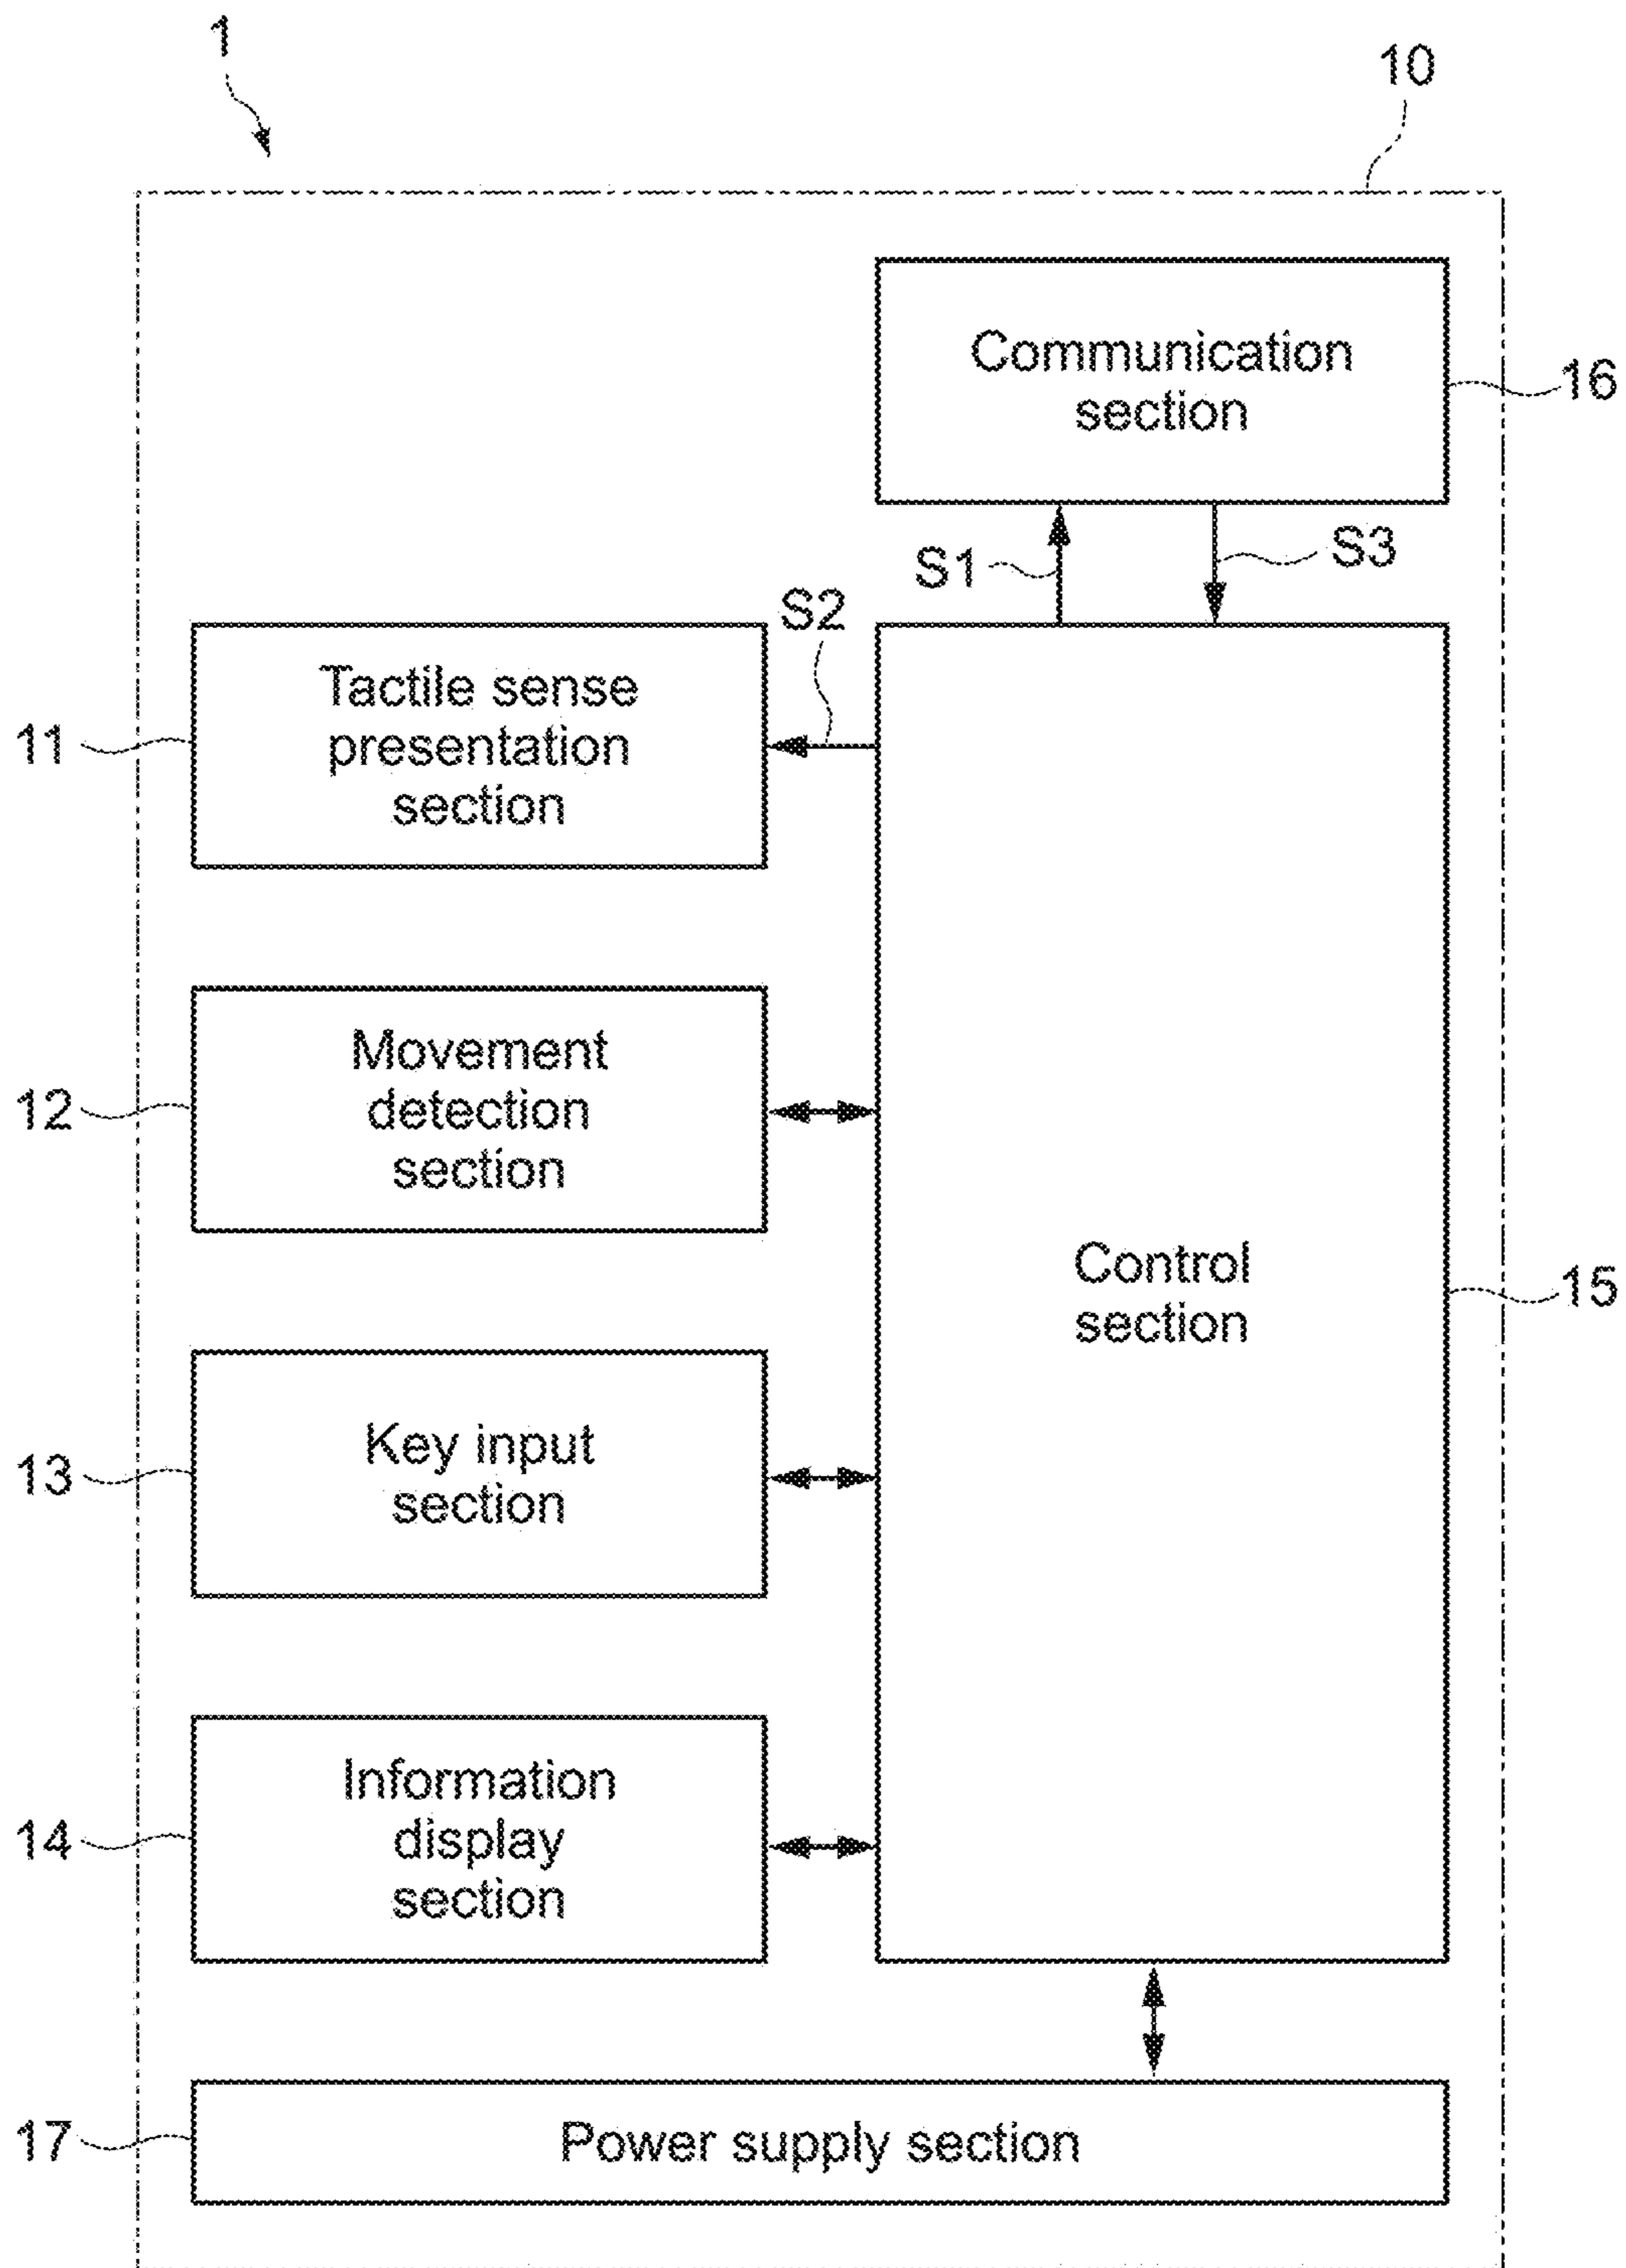 1
10
Communication
section
16
S1
S3
S2
Tactile sense
presentation
section
11
Movement
detection
section
12
Control
section
15
Key input
section
13
Information
display
section
14
Power supply section
17